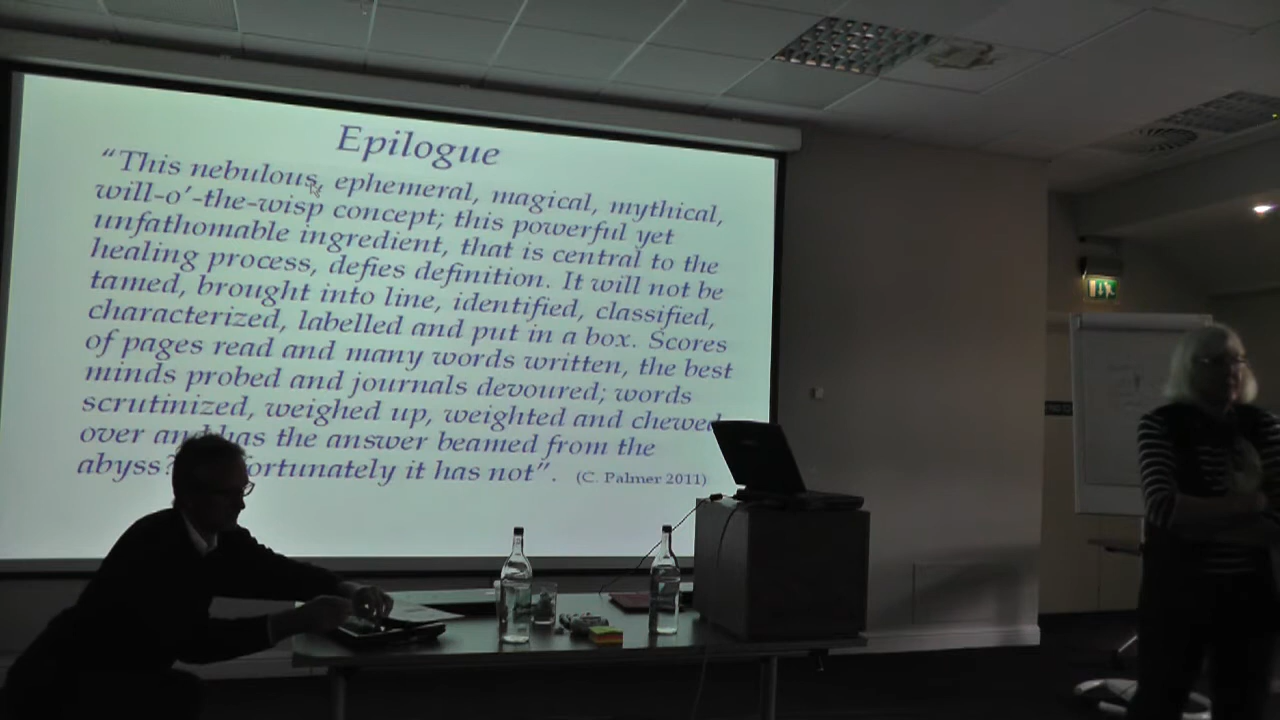 Epilogue
“This nebulous, ephemeral, magical, mythical,
will-o’-the-wisp concept; this powerful yet
unfathomable ingredient, that is central to the
healing process, defies definition. It will not be
tamed, brought into line, identified, classified,
characterized, labelled and put in a box. Scores
of pages read and many words written, the best
minds probed and journals devoured; words
scrutinized, weighed up, weighted and chewed
over and has the answer beamed from the
abyss? fortunately it has not”. (C. Palmer 2011)